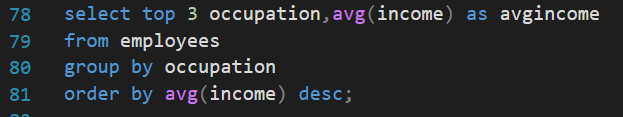 78 select top 3 occupation,avg(income) as avgincome
79 from employees
80 group by occupation
81 order by avg(income) desc;